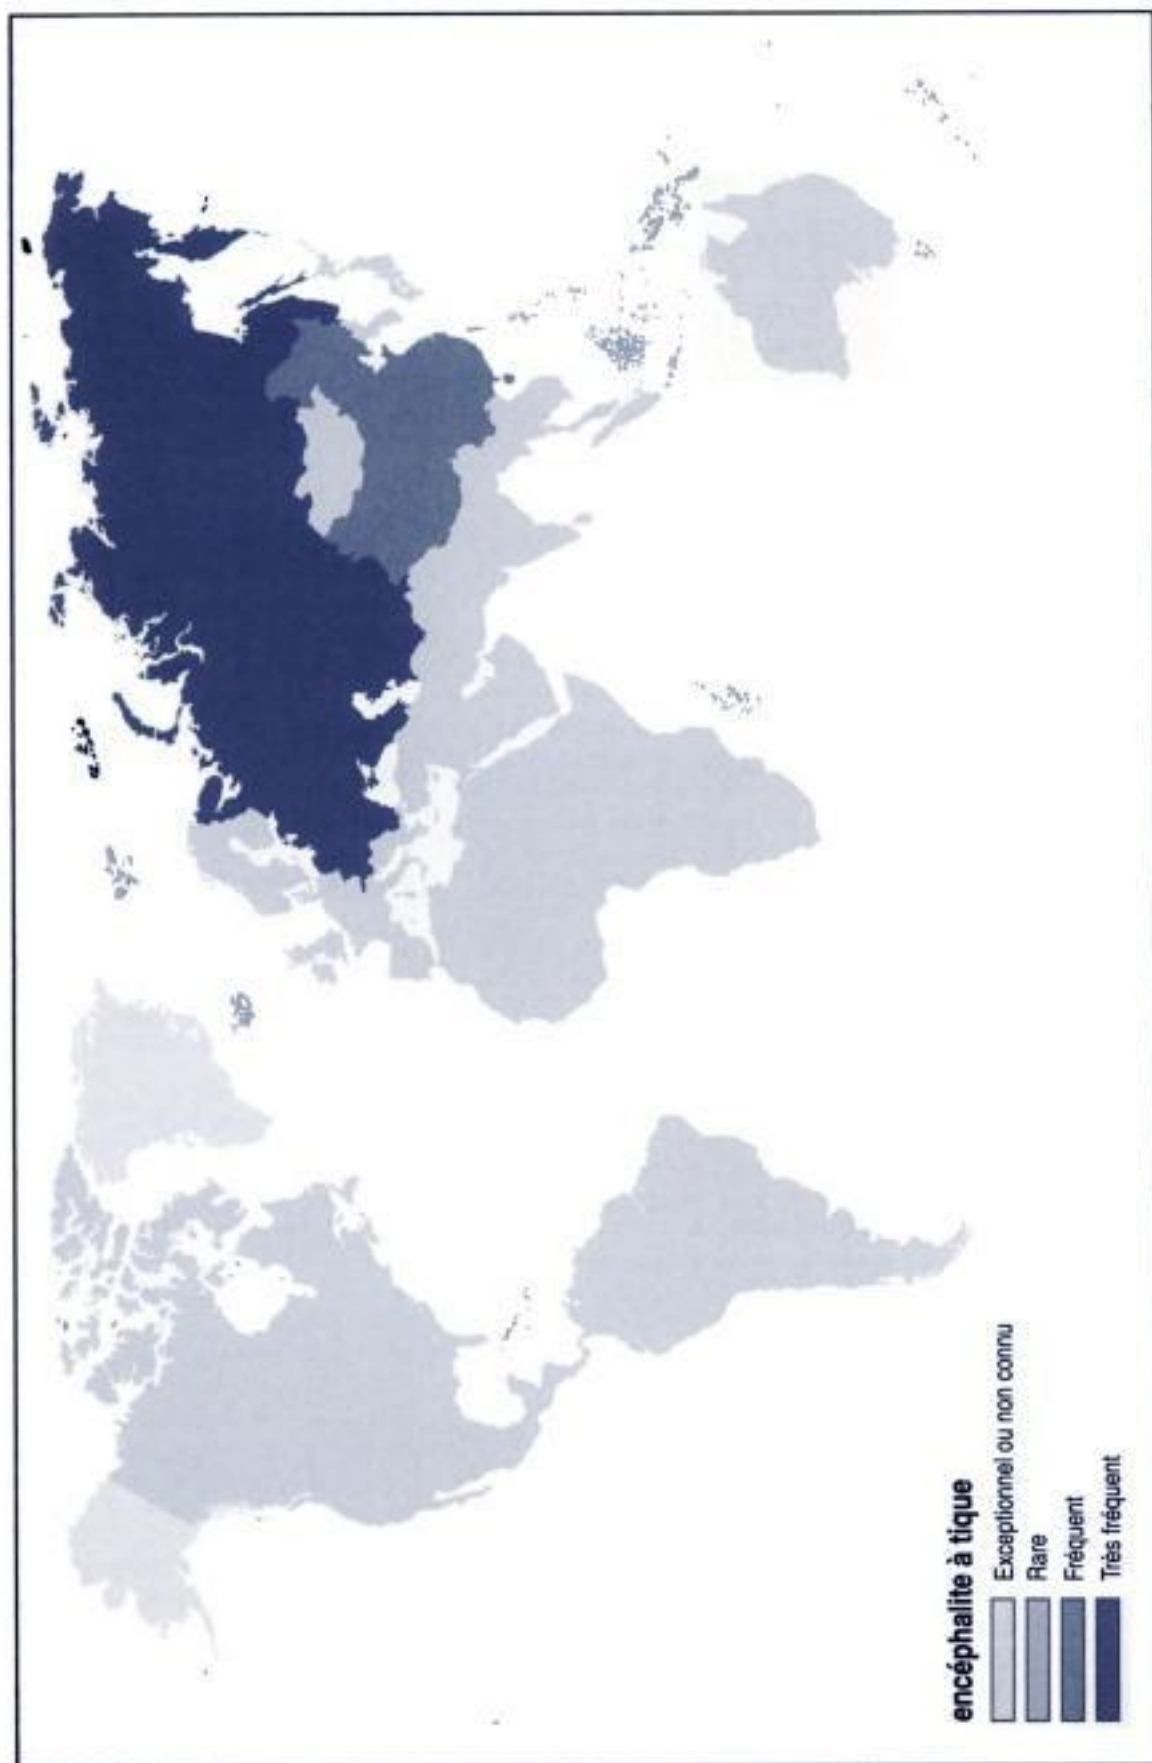 encéphalite à tique
Exceptionnel ou non connu
Rare
Fréquent
Très fréquent